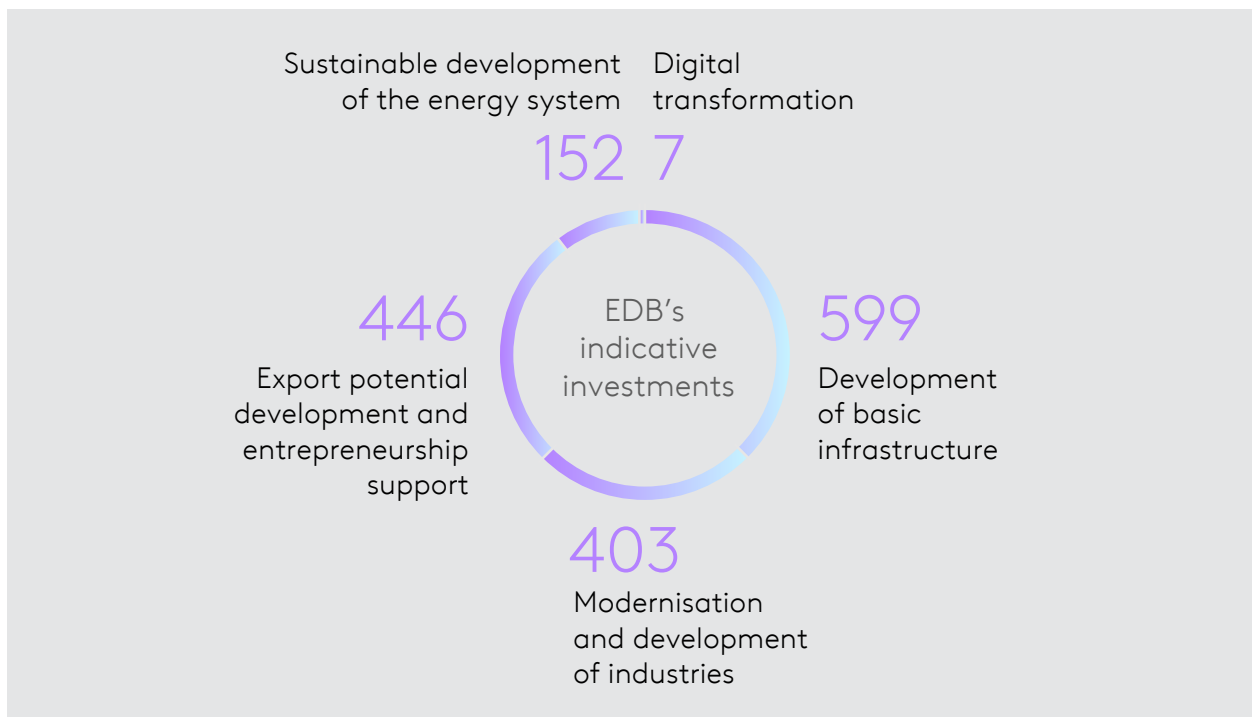 Sustainable development
of the energy system
152
Digital
transformation
7
446
Export potential
development and
entrepreneurship
support
EDB’s
indicative
investments
599
Development
of basic
infrastructure
403
Modernisation
and development
of industries